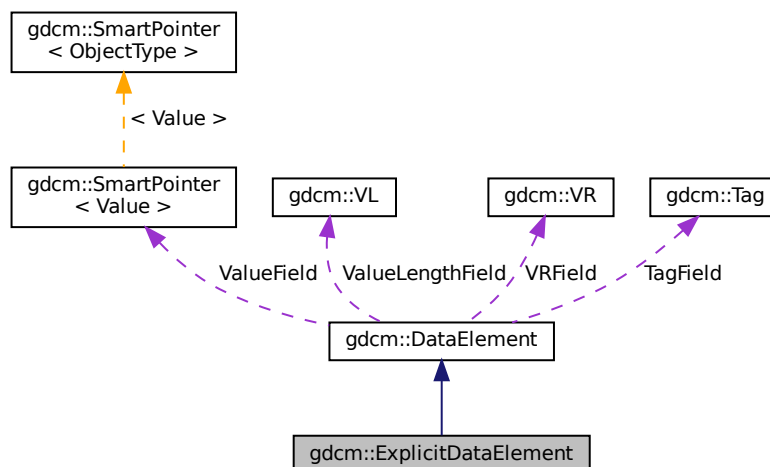 gdcm::SmartPointer
< ObjectType >
< Value >
gdcm::SmartPointer
< Value >
gdcm::VL
gdcm::VR
gdcm::Tag
ValueField
ValueLengthField
VRField
TagField
gdcm::DataElement
gdcm::ExplicitDataElement